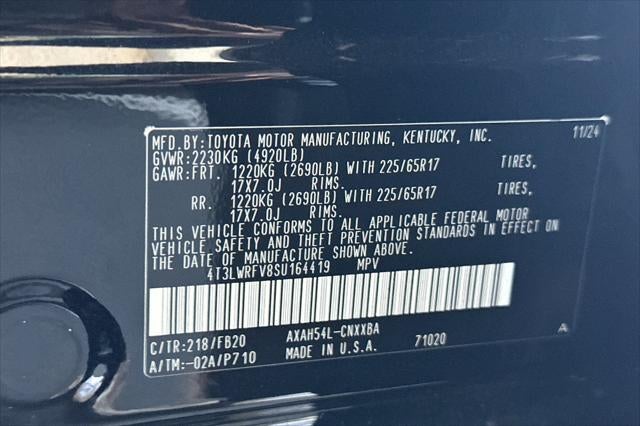 MFD.BY:TOYOTA MOTOR MANUFACTURING, KENTUCKY, INC. 11/24
GVWR:2230KG (4920LB)
GAWR:FRT. 1220KG (2690LB) WITH 225/65R17 TIRES,
17X7.0J RIMS.
RR. 1220KG (2690LB) WITH 225/65R17 TIRES,
17X7.0J RIMS.
THIS VEHICLE CONFORMS TO ALL APPLICABLE FEDERAL MOTOR
VEHICLE SAFETY AND THEFT PREVENTION STANDARDS IN EFFECT ON
THE DATE OF MANUFACTURE SHOWN ABOVE.
4T3LWRFV8SU164419 MPV
C/TR:218/FB20 AXAH54L-CNXXBA A
A/TM:-02A/P710 MADE IN U.S.A. 71020